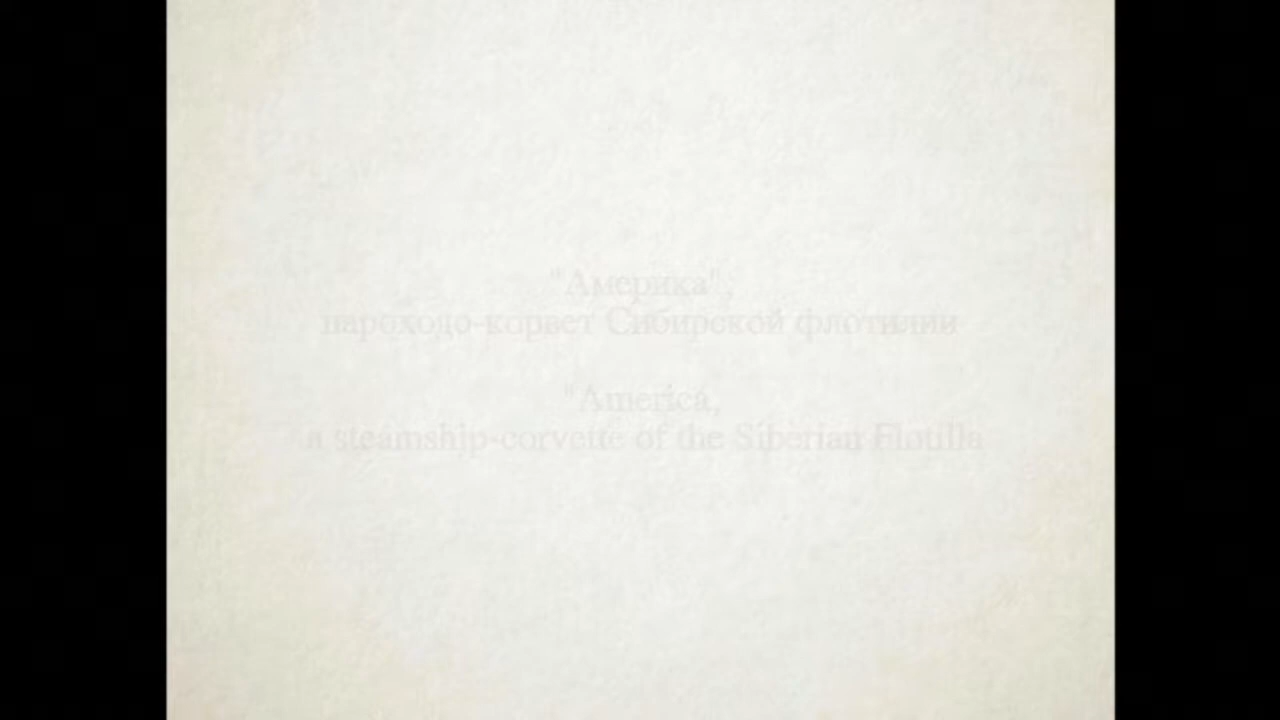 "Америка",
пароходо-корвет Сибирской флотилии
"America,
a steamship-corvette of the Siberian Flotilla